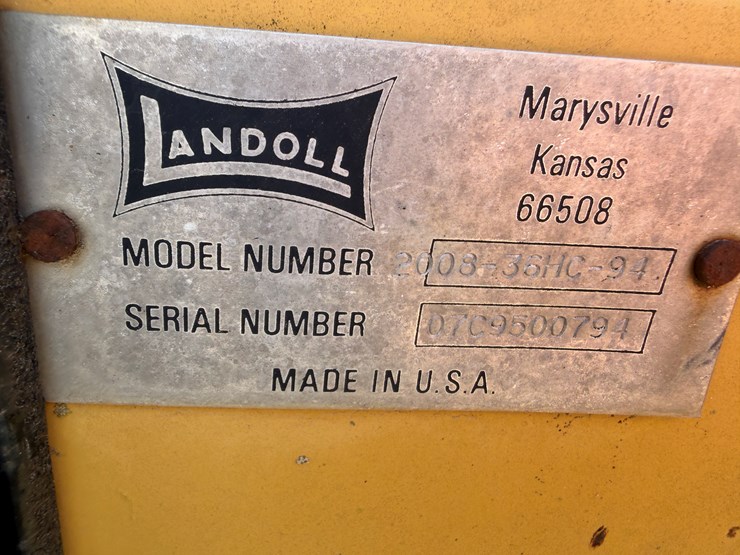 LANDOLL
Marysville
Kansas
66508
MODEL NUMBER 2008-36HC-94
SERIAL NUMBER 07C9500794
MADE IN U.S.A.